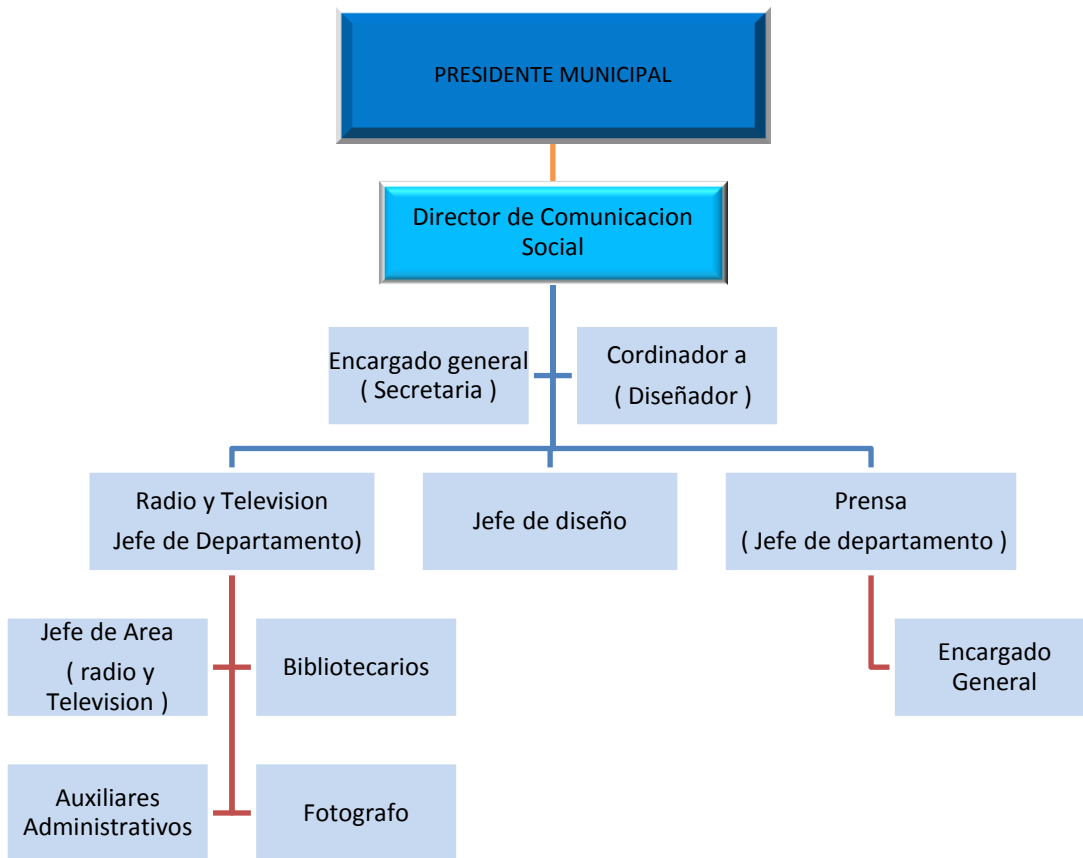 PRESIDENTE MUNICIPAL
Director de Comunicacion
Social
Encargado general
( Secretaria )
Cordinador a
( Diseñador )
Radio y Television
Jefe de Departamento)
Jefe de diseño
Prensa
( Jefe de departamento )
Jefe de Area
( radio y
Television )
Bibliotecarios
Encargado
General
Auxiliares
Administrativos
Fotografo